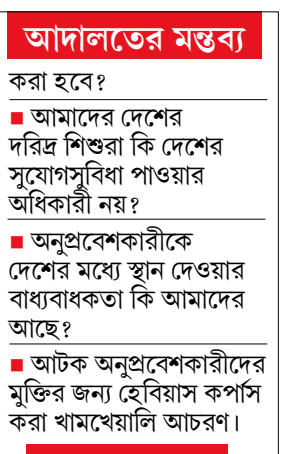 আদালতের মন্তব্য
করা হবে?
■ আমাদের দেশের
দরিদ্র শিশুরা কি দেশের
সুযোগসুবিধা পাওয়ার
অধিকারী নয়?
■ অনুপ্রবেশকারীকে
দেশের মধ্যে স্থান দেওয়ার
বাধ্যবাধকতা কি আমাদের
আছে?
■ আটক অনুপ্রবেশকারীদের
মুক্তির জন্য হেবিয়াস কর্পাস
করা খামখেয়ালি আচরণ।